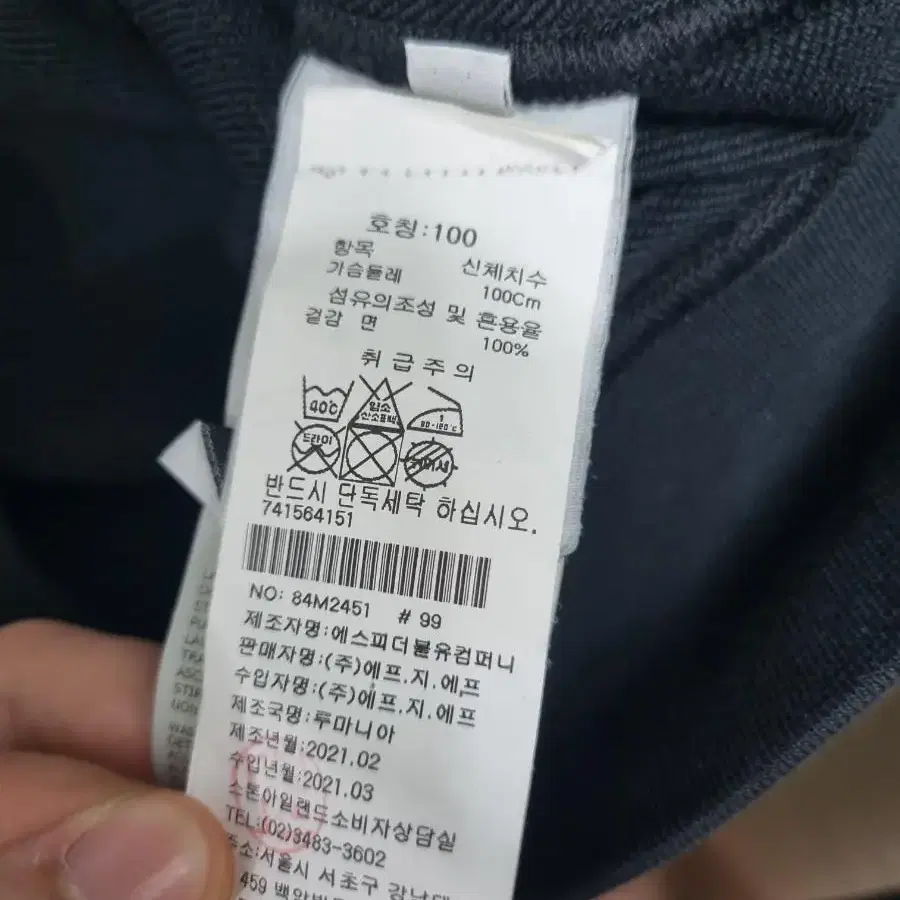 호칭:100
항목 신체치수
가슴둘레 100Cm
섬유의조성 및 혼용율
겉감 면 100%
취급주의
40℃ 염소 산소표백 1 80-120℃
드라이
반드시 단독세탁 하십시오.
741564151
NO: 84M2451 # 99
제조자명:에스피더블유컴퍼니
판매자명:(주)에프.지.에프
수입자명:(주)에프.지.에프
제조국명:루마니아
제조년월:2021.02
수입년월:2021.03
스톤아일랜드소비자상담실
TEL:(02)3483-3602
주소:서울시 서초구 강남대
459